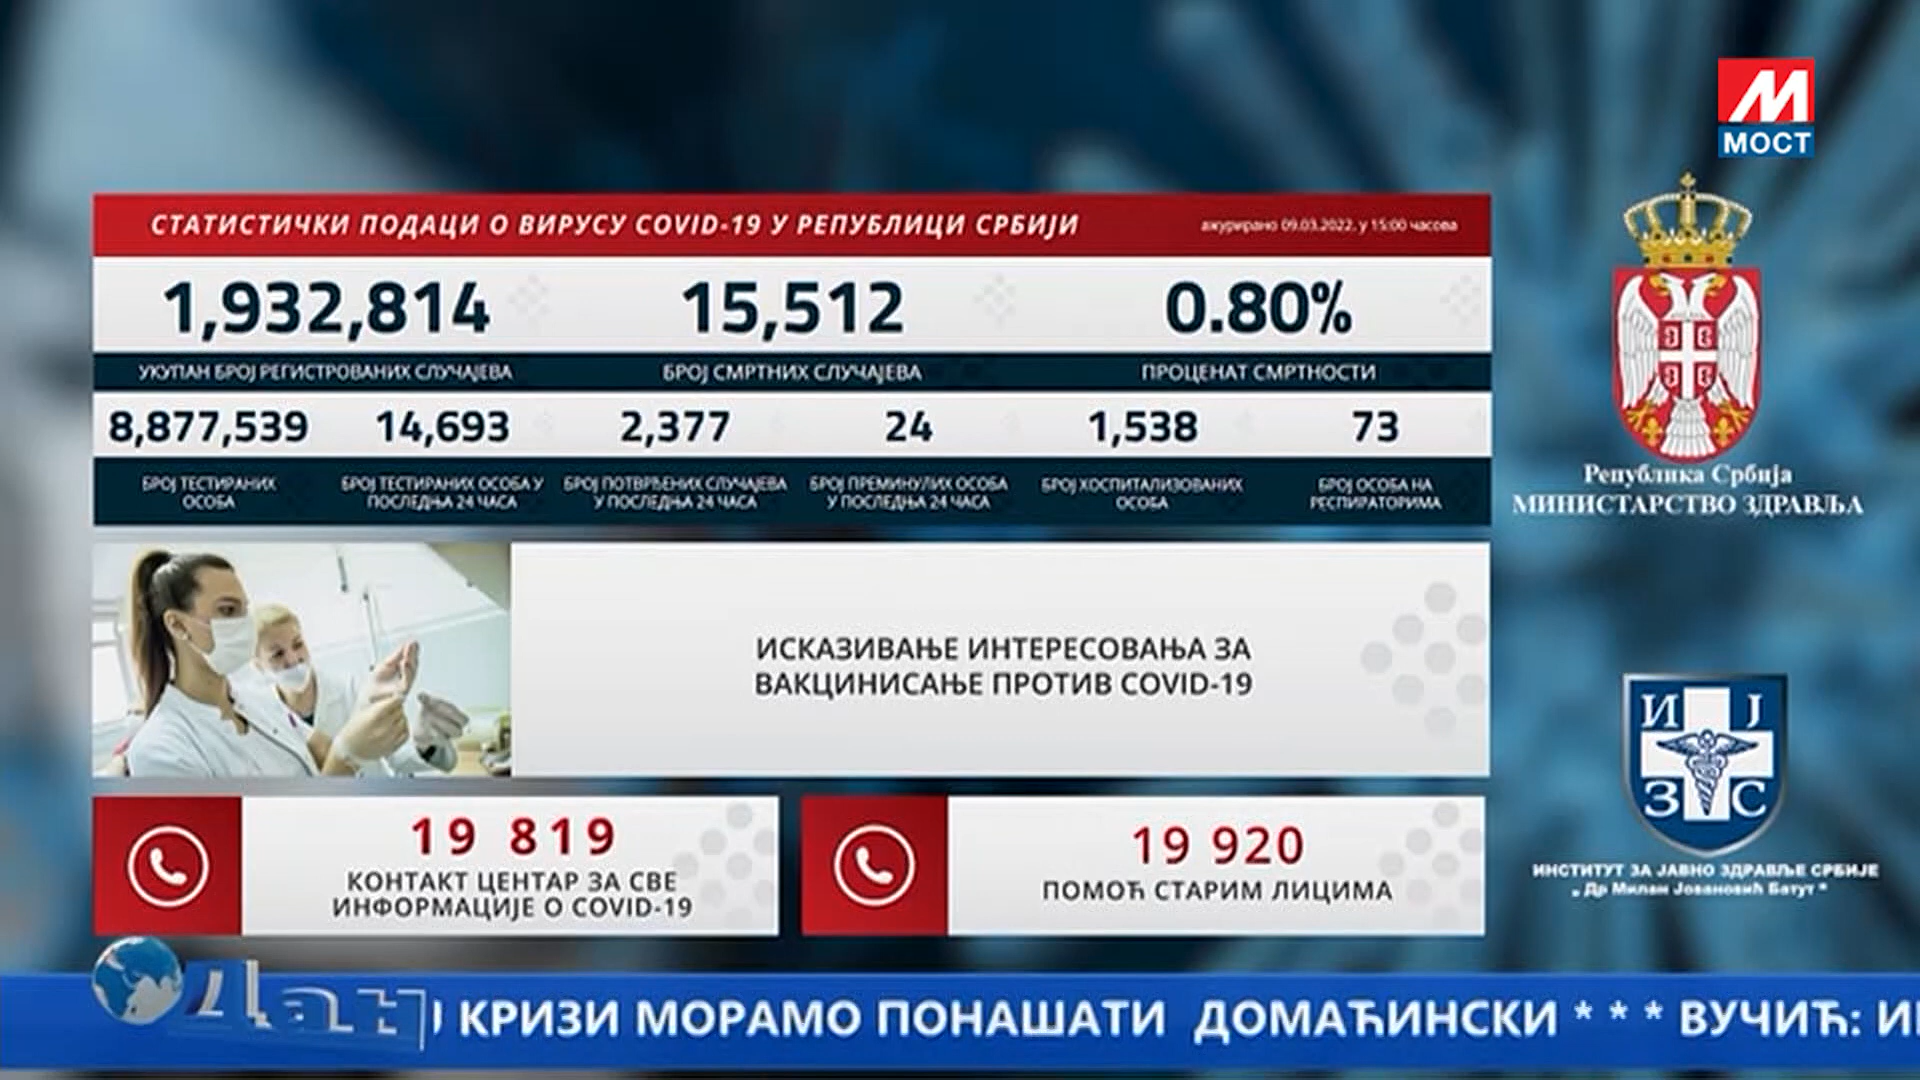 М
МОСТ
СТАТИСТИЧКИ ПОДАЦИ О ВИРУСУ COVID-19 У РЕПУБЛИЦИ СРБИЈИ
ажурирано 09.03.2022. у 15:00 часова
1,932,814 15,512 0.80%
УКУПАН БРОЈ РЕГИСТРОВАНИХ СЛУЧАЈЕВА БРОЈ СМРТНИХ СЛУЧАЈЕВА ПРОЦЕНАТ СМРТНОСТИ
8,877,539 14,693 2,377 24 1,538 73
БРОЈ ТЕСТИРАНИХ
ОСОБА
БРОЈ ТЕСТИРАНИХ ОСОБА У
ПОСЛЕДЊА 24 ЧАСА
БРОЈ ПОТВРЂЕНИХ СЛУЧАЈЕВА
У ПОСЛЕДЊА 24 ЧАСА
БРОЈ ПРЕМИНУЛИХ ОСОБА
У ПОСЛЕДЊА 24 ЧАСА
БРОЈ ХОСПИТАЛИЗОВАНИХ
ОСОБА
БРОЈ ОСОБА НА
РЕСПИРАТОРИМА
Република Србија
МИНИСТАРСТВО ЗДРАВЉА
ИСКАЗИВАЊЕ ИНТЕРЕСОВАЊА ЗА
ВАКЦИНИСАЊЕ ПРОТИВ COVID-19
И Ј
З С
ИНСТИТУТ ЗА ЈАВНО ЗДРАВЉЕ СРБИЈЕ
„ Др Милан Јовановић Батут "
19 819
КОНТАКТ ЦЕНТАР ЗА СВЕ
ИНФОРМАЦИЈЕ О COVID-19
19 920
ПОМОЋ СТАРИМ ЛИЦИМА
Дан КРИЗИ МОРАМО ПОНАШАТИ ДОМАЋИНСКИ * * * ВУЧИЋ: